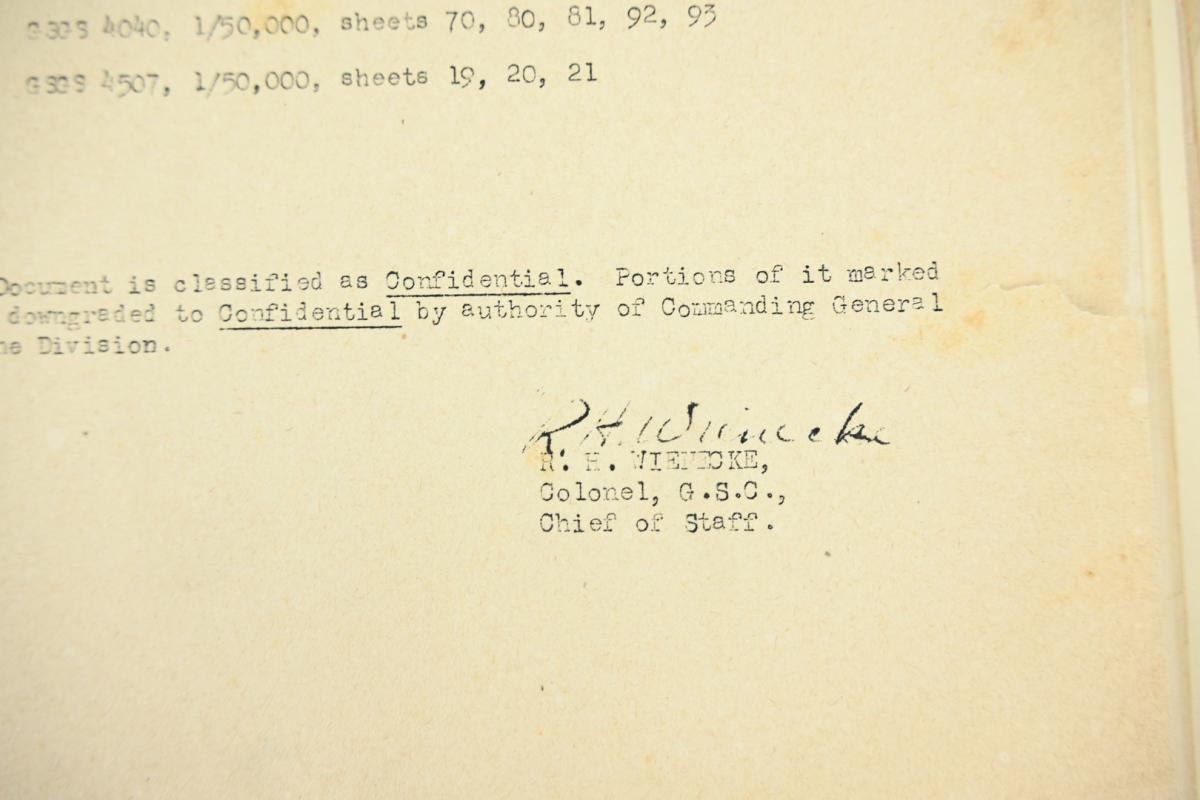 GSGS 4040, 1/50,000, sheets 70, 80, 81, 92, 93
GSGS 4507, 1/50,000, sheets 19, 20, 21
Document is classified as Confidential. Portions of it marked
downgraded to Confidential by authority of Commanding General
Division.
R. H. Wienecke
R. H. WIENECKE,
Colonel, G.S.C.,
Chief of Staff.